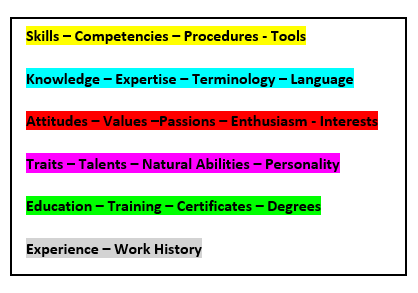 Skills – Competencies – Procedures - Tools
Knowledge – Expertise – Terminology – Language
Attitudes – Values –Passions – Enthusiasm - Interests
Traits – Talents – Natural Abilities – Personality
Education – Training – Certificates – Degrees
Experience – Work History